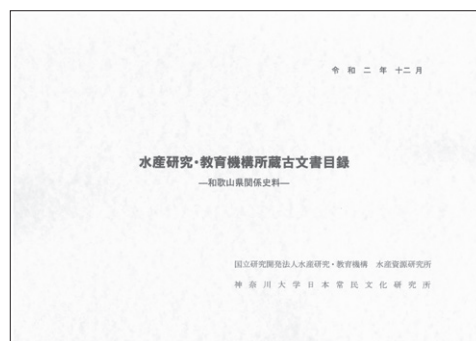 令和二年十二月
水産研究・教育機構所蔵古文書目録
―和歌山県関係史料―
国立研究開発法人水産研究・教育機構　水産資源研究所
神奈川大学日本常民文化研究所